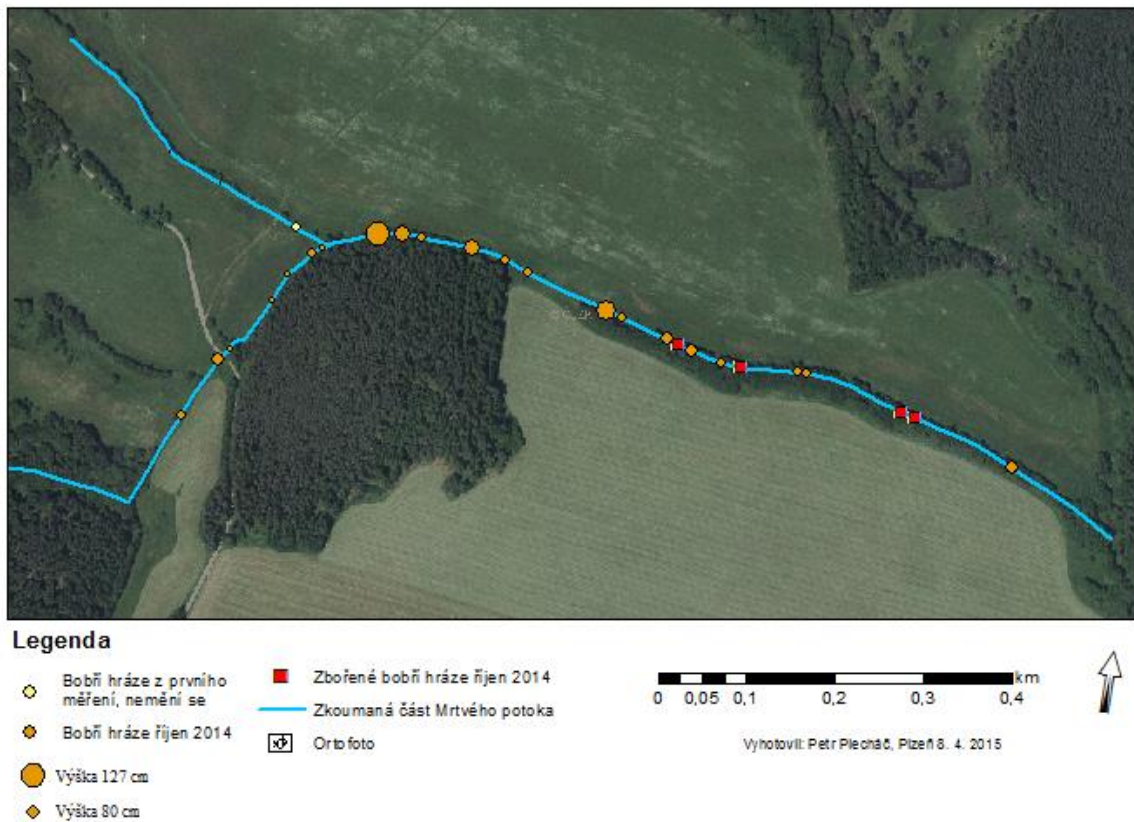 Legenda
Bobří hráze z prvního
měření, nemění se
Bobří hráze říjen 2014
Výška 127 cm
Výška 80 cm
Zbořené bobří hráze říjen 2014
Zkoumaná část Mrtvého potoka
Ortofoto
km
0 0,05 0,1 0,2 0,3 0,4
Vyhotovil: Petr Plecháč, Plzeň 8. 4. 2015